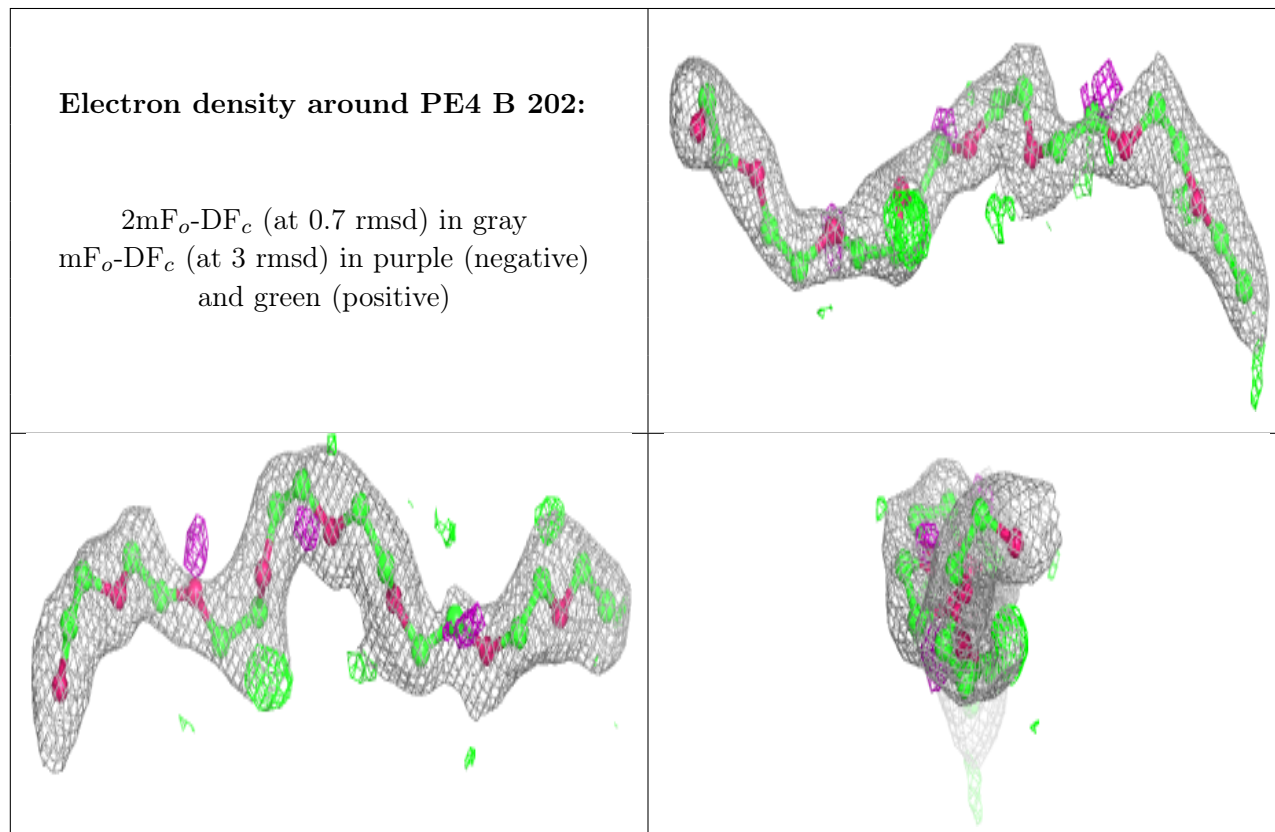 Electron density around PE4 B 202:
2mFo-DFc (at 0.7 rmsd) in gray
mFo-DFc (at 3 rmsd) in purple (negative)
and green (positive)